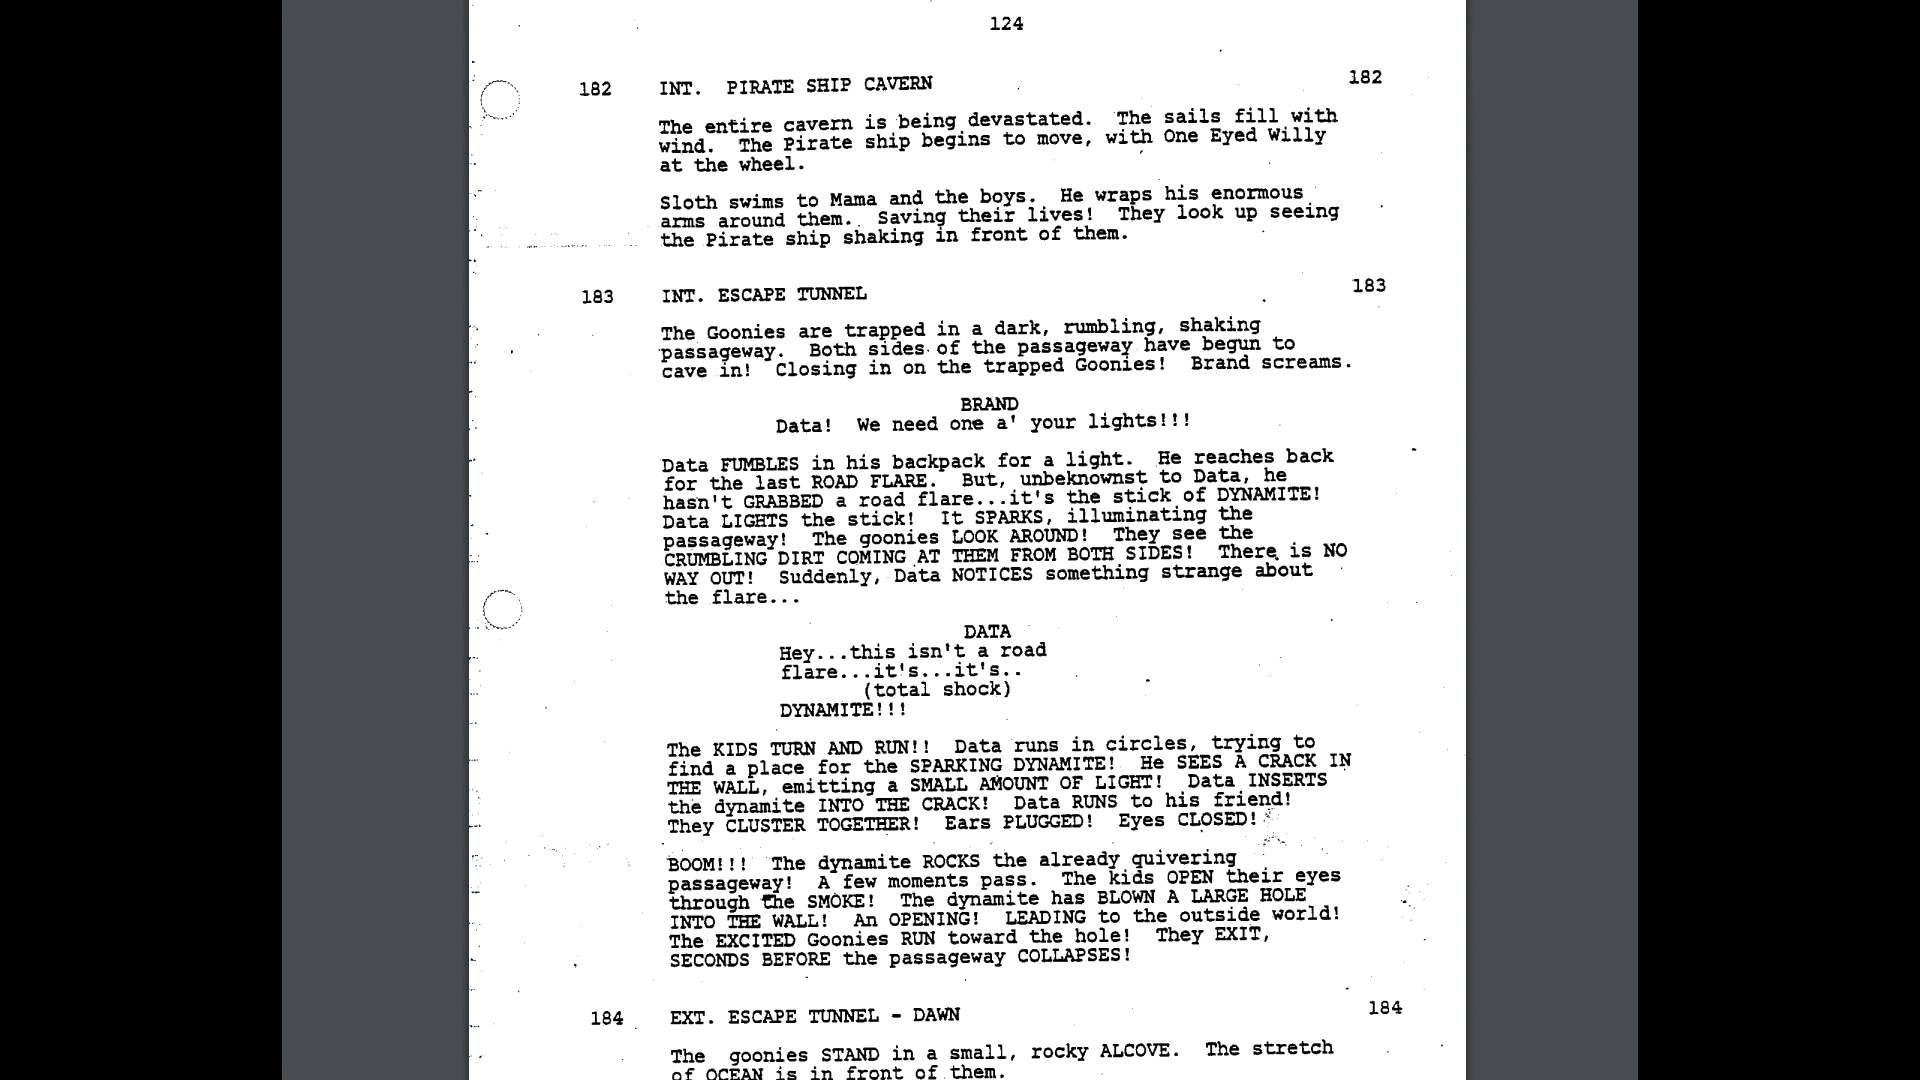 124
182 INT. PIRATE SHIP CAVERN 182
The entire cavern is being devastated. The sails fill with
wind. The Pirate ship begins to move, with One Eyed Willy
at the wheel.
Sloth swims to Mama and the boys. He wraps his enormous
arms around them. Saving their lives! They look up seeing
the Pirate ship shaking in front of them.
183 INT. ESCAPE TUNNEL 183
The Goonies are trapped in a dark, rumbling, shaking
passageway. Both sides of the passageway have begun to
cave in! Closing in on the trapped Goonies! Brand screams.
BRAND
Data! We need one a' your lights!!!
Data FUMBLES in his backpack for a light. He reaches back
for the last ROAD FLARE. But, unbeknownst to Data, he
hasn't GRABBED a road flare...it's the stick of DYNAMITE!
Data LIGHTS the stick! It SPARKS, illuminating the
passageway! The goonies LOOK AROUND! They see the
CRUMBLING DIRT COMING AT THEM FROM BOTH SIDES! There is NO
WAY OUT! Suddenly, Data NOTICES something strange about
the flare...
DATA
Hey...this isn't a road
flare...it's...it's..
(total shock)
DYNAMITE!!!
The KIDS TURN AND RUN!! Data runs in circles, trying to
find a place for the SPARKING DYNAMITE! He SEES A CRACK IN
THE WALL, emitting a SMALL AMOUNT OF LIGHT! Data INSERTS
the dynamite INTO THE CRACK! Data RUNS to his friend!
They CLUSTER TOGETHER! Ears PLUGGED! Eyes CLOSED!
BOOM!!! The dynamite ROCKS the already quivering
passageway! A few moments pass. The kids OPEN their eyes
through the SMOKE! The dynamite has BLOWN A LARGE HOLE
INTO THE WALL! An OPENING! LEADING to the outside world!
The EXCITED Goonies RUN toward the hole! They EXIT,
SECONDS BEFORE the passageway COLLAPSES!
184 EXT. ESCAPE TUNNEL - DAWN 184
The goonies STAND in a small, rocky ALCOVE. The stretch
of OCEAN is in front of them.